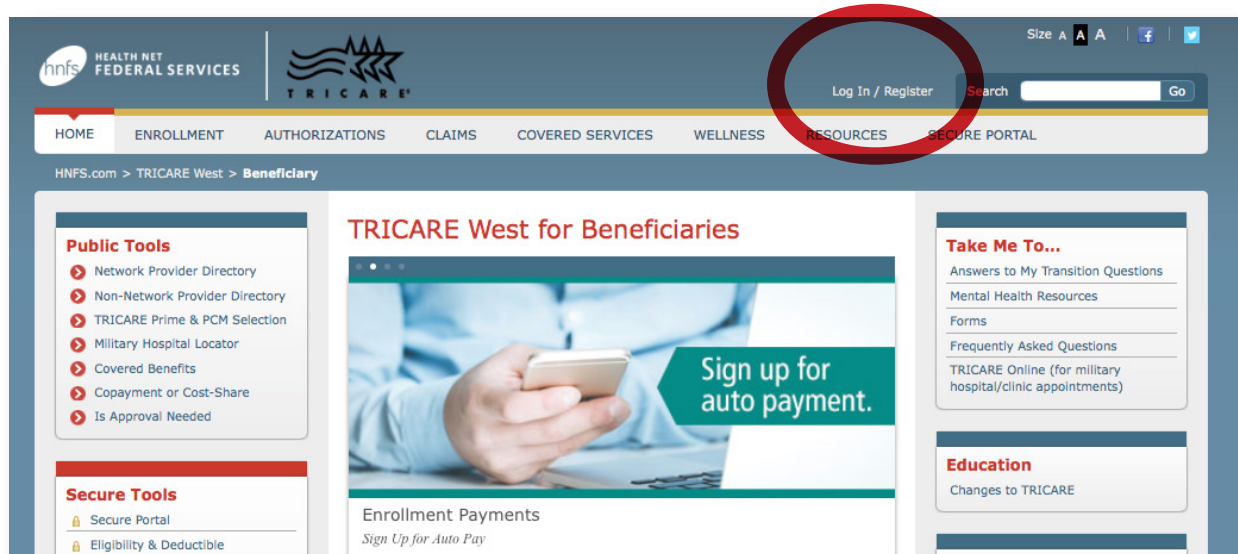 Size A A A
hnfs HEALTH NET
FEDERAL SERVICES
TRICARE
Log In / Register
Search Go
HOME ENROLLMENT AUTHORIZATIONS CLAIMS COVERED SERVICES WELLNESS RESOURCES SECURE PORTAL
HNFS.com > TRICARE West > Beneficiary
Public Tools
Network Provider Directory
Non-Network Provider Directory
TRICARE Prime & PCM Selection
Military Hospital Locator
Covered Benefits
Copayment or Cost-Share
Is Approval Needed
Secure Tools
Secure Portal
Eligibility & Deductible
TRICARE West for Beneficiaries
Sign up for
auto payment.
Enrollment Payments
Sign Up for Auto Pay
Take Me To...
Answers to My Transition Questions
Mental Health Resources
Forms
Frequently Asked Questions
TRICARE Online (for military
hospital/clinic appointments)
Education
Changes to TRICARE